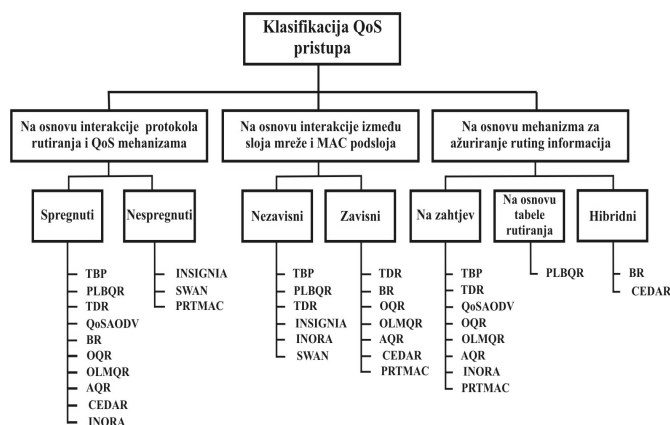 Klasifikacija QoS
pristupa
Na osnovu interakcije protokola
rutiranja i QoS mehanizama
Na osnovu interakcije između
sloja mreže i MAC podsloja
Na osnovu mehanizma za
ažuriranje ruting informacija
Spregnuti
Nespregnuti
Nezavisni
Zavisni
Na zahtjev
Na osnovu
tabele
rutiranja
Hibridni
TBP
PLBQR
TDR
QoSAODV
BR
OQR
OLMQR
AQR
CEDAR
INORA
INSIGNIA
SWAN
PRTMAC
TBP
PLBQR
TDR
INSIGNIA
INORA
SWAN
TDR
BR
OQR
OLMQR
AQR
CEDAR
PRTMAC
TBP
TDR
QoSAODV
OQR
OLMQR
AQR
INORA
PRTMAC
PLBQR
BR
CEDAR